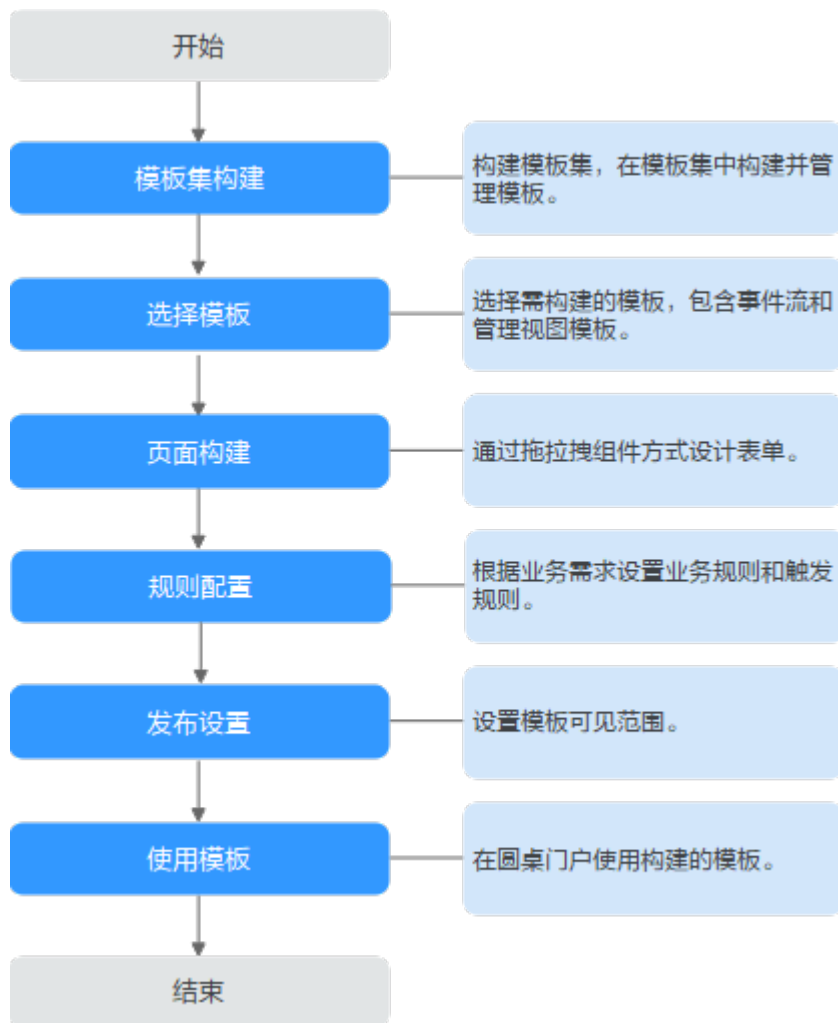 开始
模板集构建
构建模板集，在模板集中构建并管
理模板。
选择模板
选择需构建的模板，包含事件流和
管理视图模板。
页面构建
通过拖拉拽组件方式设计表单。
规则配置
根据业务需求设置业务规则和触发
规则。
发布设置
设置模板可见范围。
使用模板
在圆桌门户使用构建的模板。
结束